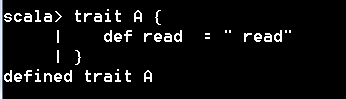 scala> trait A {
     |     def read  = " read"
     | }
defined trait A